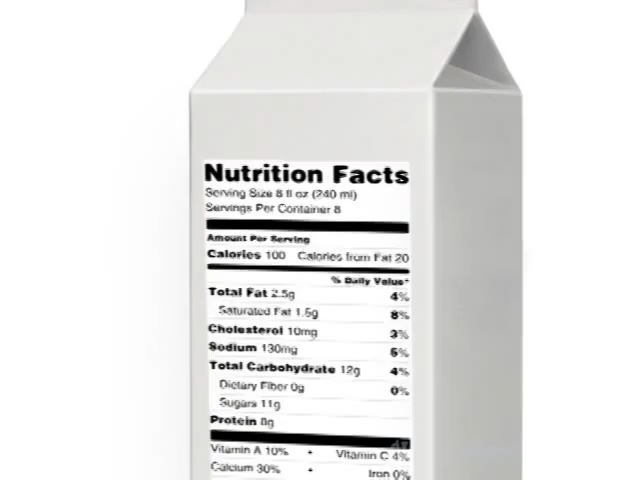 Nutrition Facts
Serving Size 8 fl oz (240 ml)
Servings Per Container 8
Amount Per Serving
Calories 100 Calories from Fat 20
% Daily Value*
Total Fat 2.5g 4%
Saturated Fat 1.5g 8%
Cholesterol 10mg 3%
Sodium 130mg 5%
Total Carbohydrate 12g 4%
Dietary Fiber 0g 0%
Sugars 11g
Protein 8g
Vitamin A 10% • Vitamin C 4%
Calcium 30% • Iron 0%